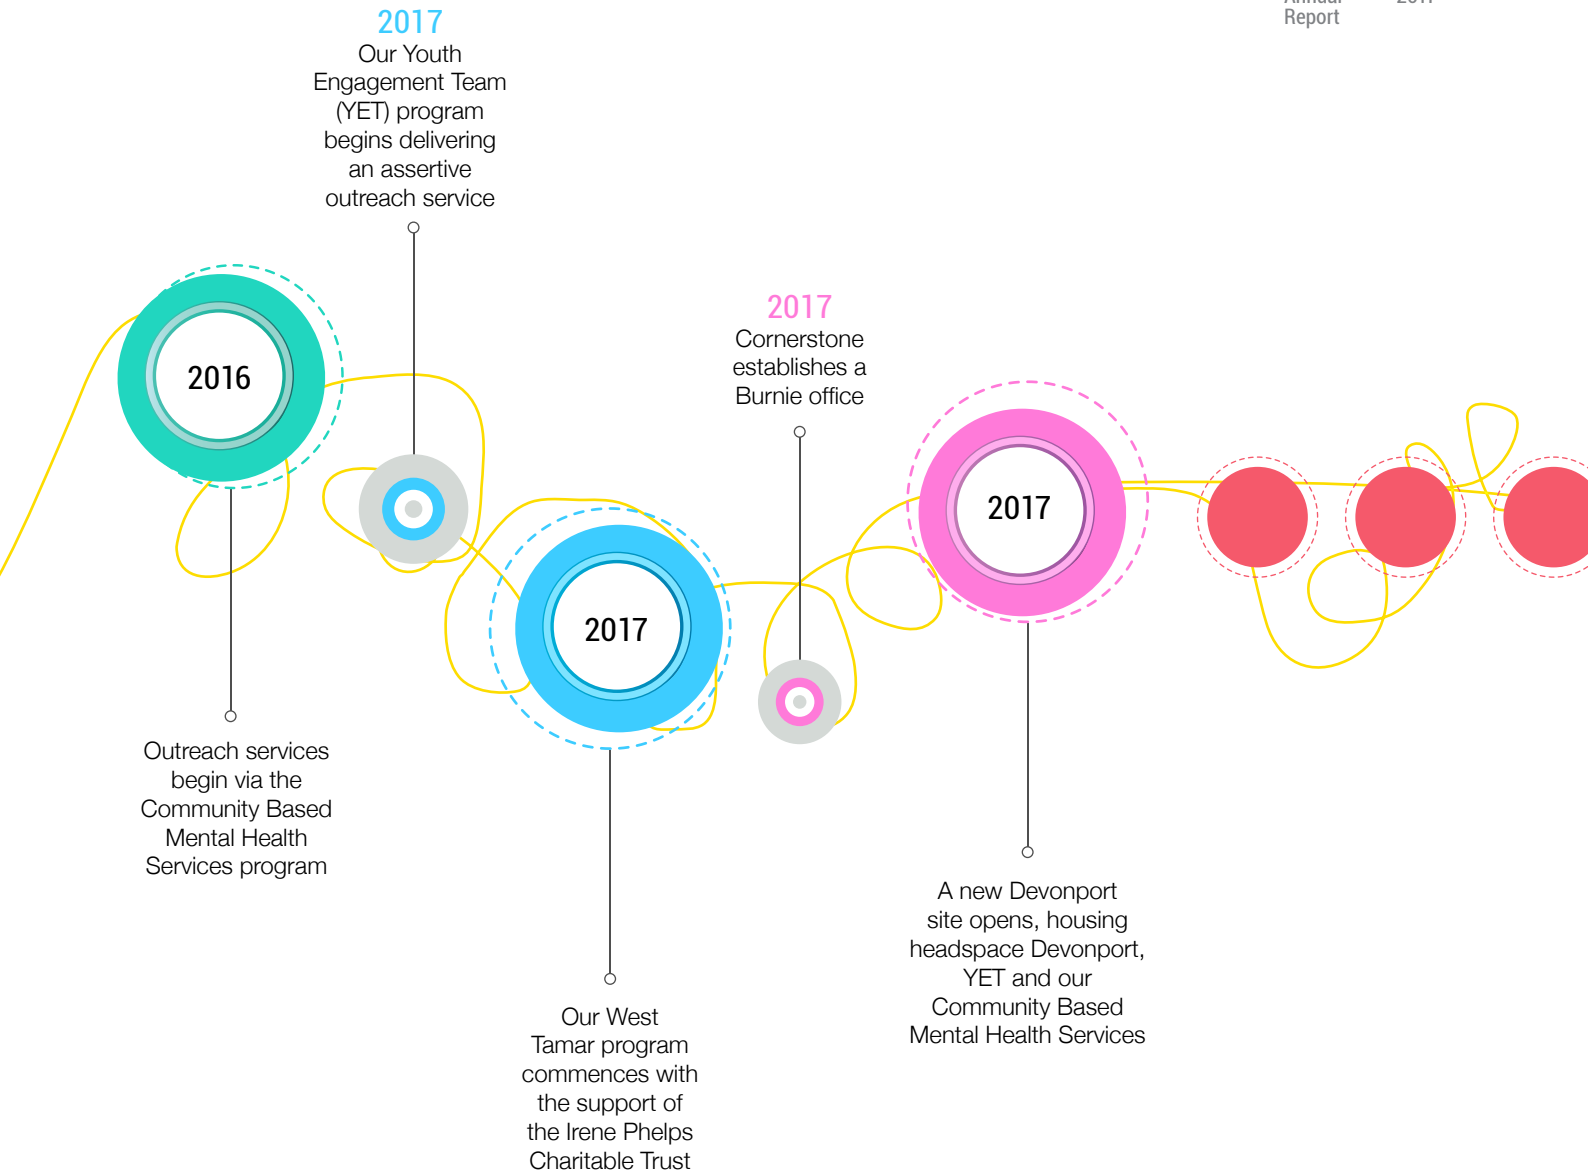 Report
2017
Our Youth
Engagement Team
(YET) program
begins delivering
an assertive
outreach service
2016
Outreach services
begin via the
Community Based
Mental Health
Services program
2017
Our West
Tamar program
commences with
the support of
the Irene Phelps
Charitable Trust
2017
Cornerstone
establishes a
Burnie office
2017
A new Devonport
site opens, housing
headspace Devonport,
YET and our
Community Based
Mental Health Services